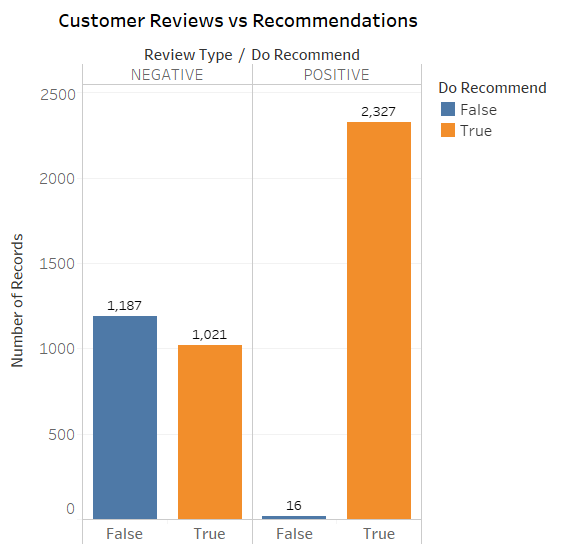 Customer Reviews vs Recommendations
Review Type / Do Recommend
NEGATIVE POSITIVE
Do Recommend
False
True
Number of Records
2500
2000
1500
1000
500
0
1,187
1,021
16
2,327
False True False True